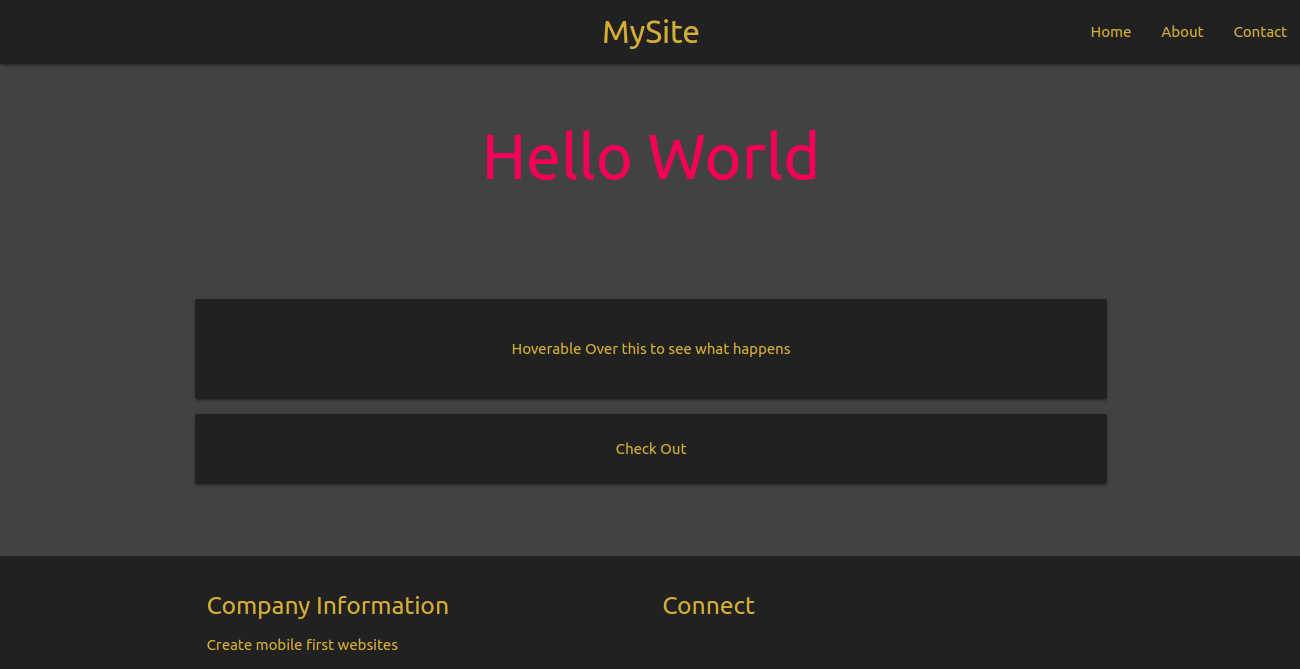 MySite
Home About Contact
Hello World
Hoverable Over this to see what happens
Check Out
Company Information
Connect
Create mobile first websites